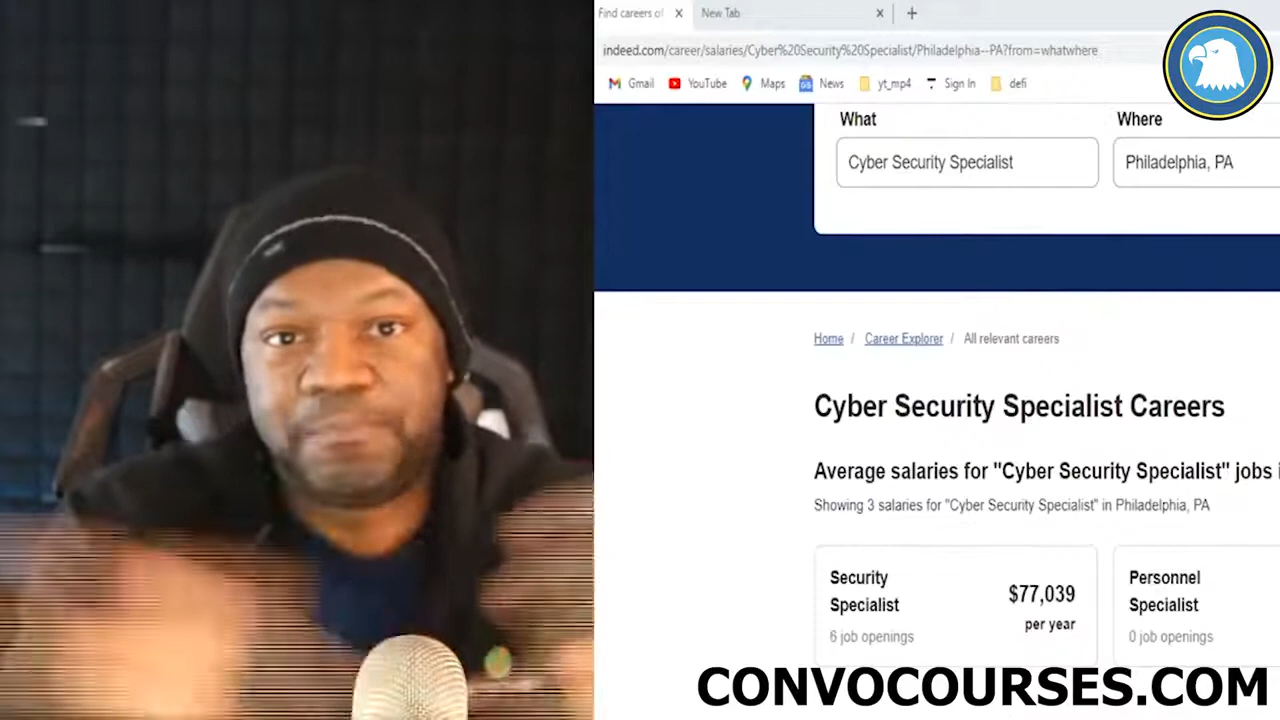 Find careers of
New Tab
indeed.com/career/salaries/Cyber%20Security%20Specialist/Philadelphia--PA?from=whatwhere
Gmail YouTube Maps News yt_mp4 Sign In defi
What Where
Cyber Security Specialist Philadelphia, PA
Home / Career Explorer / All relevant careers
Cyber Security Specialist Careers
Average salaries for "Cyber Security Specialist" jobs i
Showing 3 salaries for "Cyber Security Specialist" in Philadelphia, PA
Security
Specialist
$77,039
per year
6 job openings
Personnel
Specialist
0 job openings
CONVOCOURSES.COM